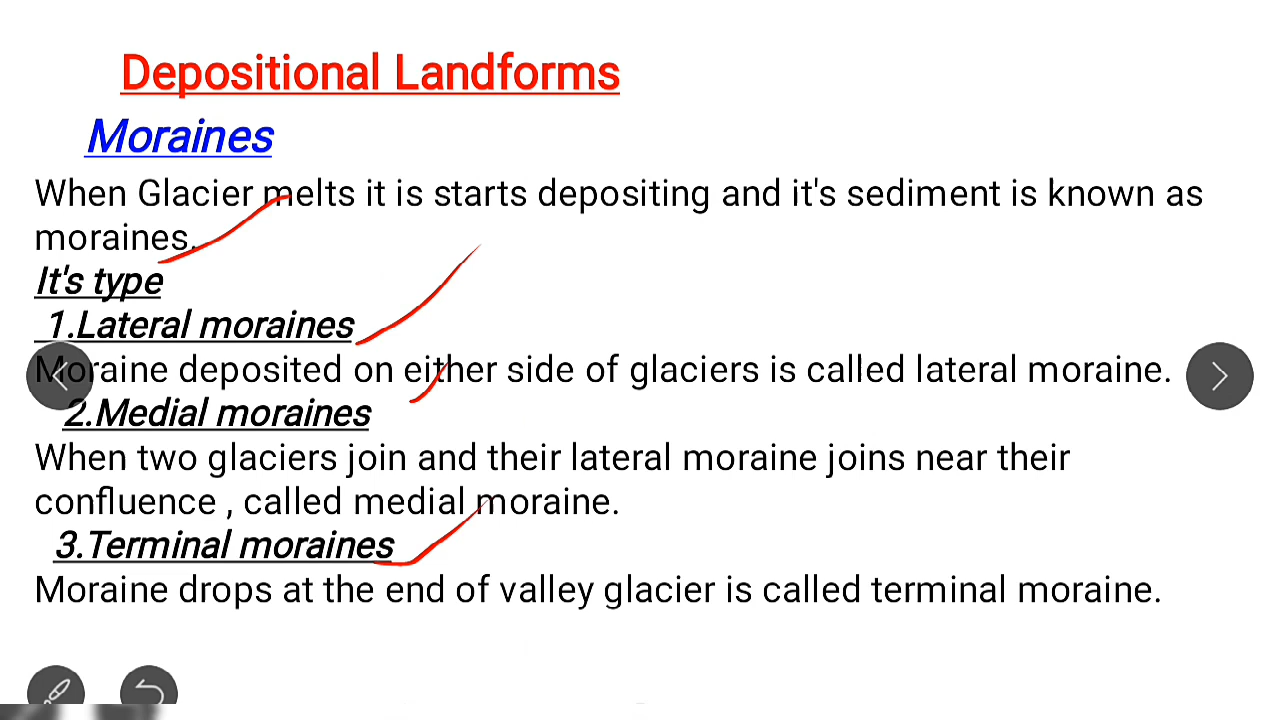 Depositional Landforms
Moraines
When Glacier melts it is starts depositing and it's sediment is known as
moraines.
It's type
1.Lateral moraines
Moraine deposited on either side of glaciers is called lateral moraine.
2.Medial moraines
When two glaciers join and their lateral moraine joins near their
confluence , called medial moraine.
3.Terminal moraines
Moraine drops at the end of valley glacier is called terminal moraine.